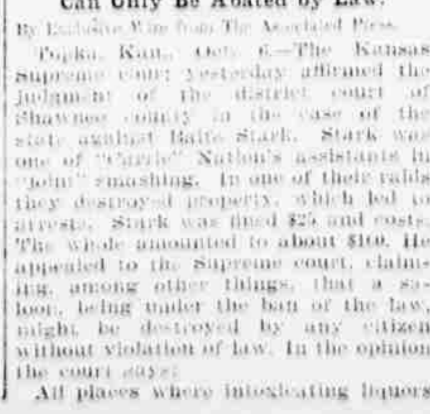 Can Only Be Abated by Law.
By Exclusive Wire from The Associated Press.
Topka, Kan., Oct. 6.—The Kansas
Supreme court yesterday affirmed the
judgment of the district court of
Shawnee county in the case of the
state against Stark. Stark was
one of "Carrie" Nation's assistants in
"joint" smashing. In one of their raids
they destroyed property, which led to
arrests. Stark was fined $25 and costs.
The whole amounted to about $100. He
appealed to the Supreme court, claim-
ing, among other things, that a sa-
loon, being under the ban of the law,
might be destroyed by any citizen
without violation of law. In the opinion
the court says:
All places where intoxicating liquors